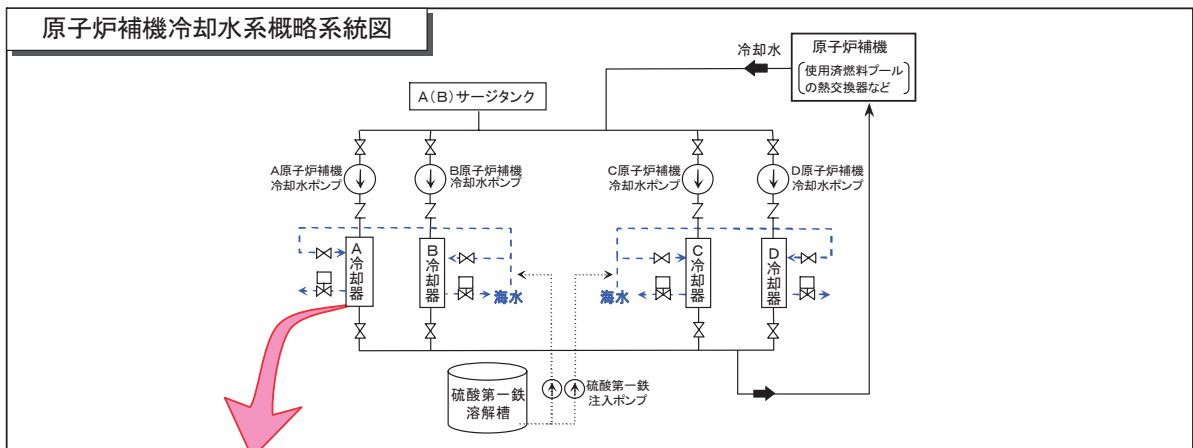 原子炉補機冷却水系概略系統図
冷却水
原子炉補機
使用済燃料プール
の熱交換器など
A(B)サージタンク
A原子炉補機
冷却水ポンプ
B原子炉補機
冷却水ポンプ
C原子炉補機
冷却水ポンプ
D原子炉補機
冷却水ポンプ
A冷却器
B冷却器
C冷却器
D冷却器
海水
海水
硫酸第一鉄
溶解槽
硫酸第一鉄
注入ポンプ